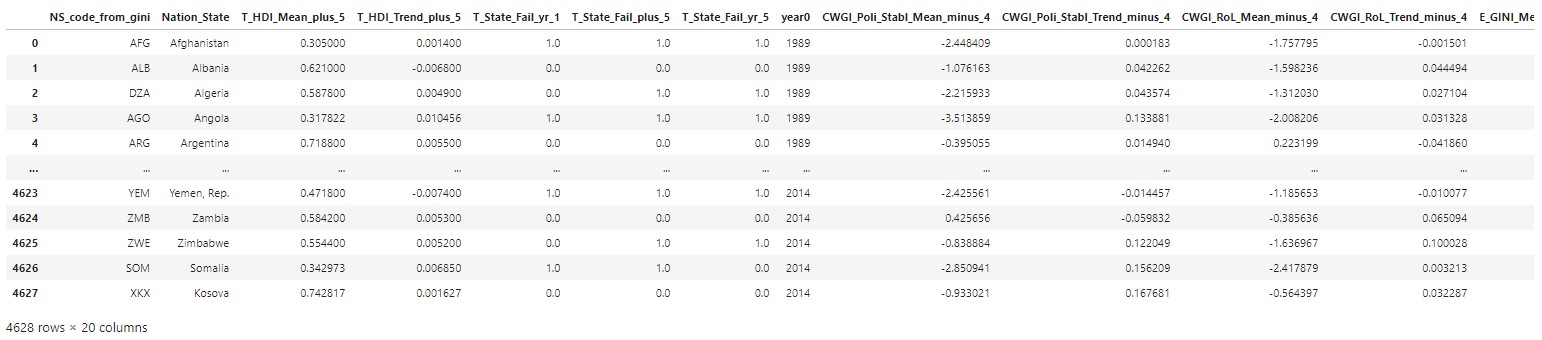 NS_code_from_gini Nation_State T_HDI_Mean_plus_5 T_HDI_Trend_plus_5 T_State_Fail_yr_1 T_State_Fail_plus_5 T_State_Fail_yr_5 year0 CWGI_Poli_Stabl_Mean_minus_4 CWGI_Poli_Stabl_Trend_minus_4 CWGI_RoL_Mean_minus_4 CWGI_RoL_Trend_minus_4 E_GINI_Me
0 AFG Afghanistan 0.305000 0.001400 1.0 1.0 1.0 1989 -2.448409 0.000183 -1.757795 -0.001501
1 ALB Albania 0.621000 -0.006800 0.0 0.0 0.0 1989 -1.076163 0.042262 -1.598236 0.044494
2 DZA Algeria 0.587800 0.004900 0.0 1.0 1.0 1989 -2.215933 0.043574 -1.312030 0.027104
3 AGO Angola 0.317822 0.010456 1.0 1.0 1.0 1989 -3.513859 0.133881 -2.008206 0.031328
4 ARG Argentina 0.718800 0.005500 0.0 0.0 0.0 1989 -0.395055 0.014940 0.223199 -0.041860
... ... ... ... ... ... ... ... ... ... ... ... ...
4623 YEM Yemen, Rep. 0.471800 -0.007400 1.0 1.0 1.0 2014 -2.425561 -0.014457 -1.185653 -0.010077
4624 ZMB Zambia 0.584200 0.005300 0.0 0.0 0.0 2014 0.425656 -0.059832 -0.385636 0.065094
4625 ZWE Zimbabwe 0.554400 0.005200 0.0 1.0 1.0 2014 -0.838884 0.122049 -1.636967 0.100028
4626 SOM Somalia 0.342973 0.006850 1.0 1.0 0.0 2014 -2.850941 0.156209 -2.417879 0.003213
4627 XKX Kosova 0.742817 0.001627 0.0 0.0 0.0 2014 -0.933021 0.167681 -0.564397 0.032287
4628 rows × 20 columns